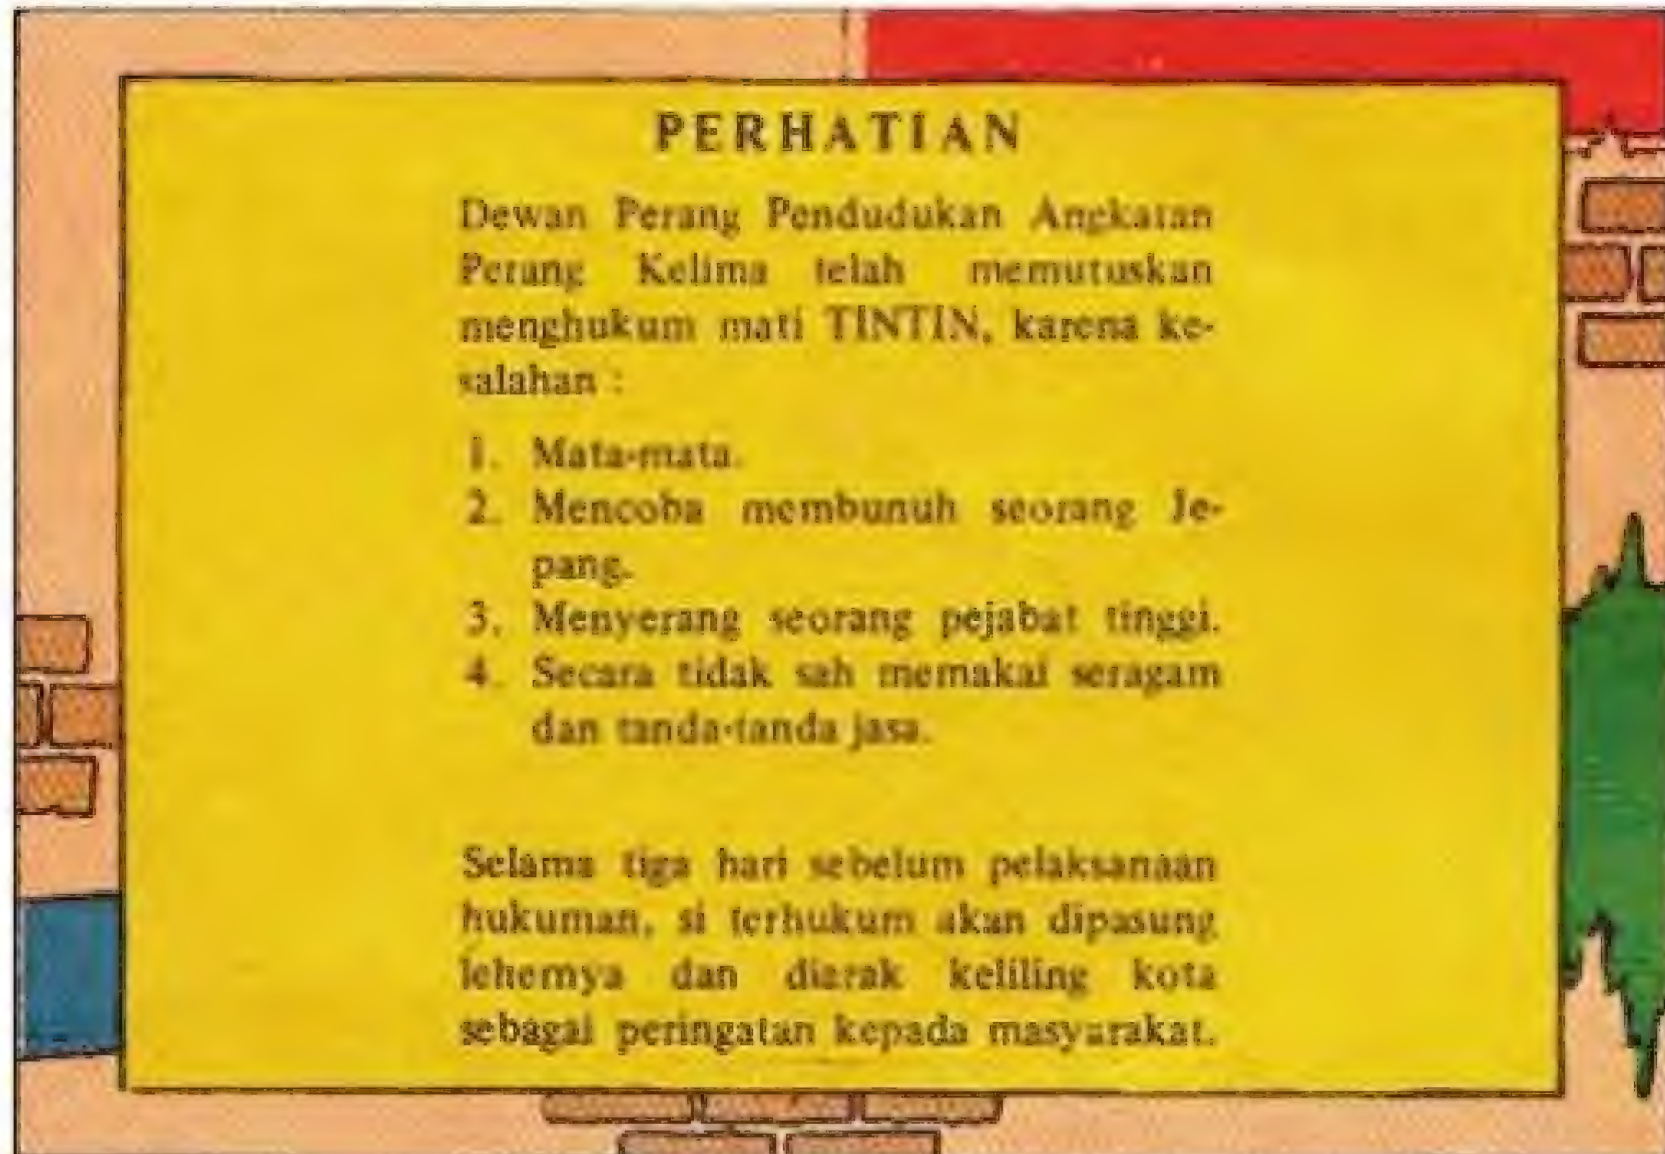 PERHATIAN
Dewan Perang Pendudukan Angkatan
Perang Kelima telah memutuskan
menghukum mati TINTIN, karena ke-
salahan :
1. Mata-mata.
2. Mencoba membunuh seorang Je-
pang.
3. Menyerang seorang pejabat tinggi.
4. Secara tidak sah memakai seragam
dan tanda-tanda jasa.
Selama tiga hari sebelum pelaksanaan
hukuman, si terhukum akan dipasung
lehernya dan diarak keliling kota
sebagai peringatan kepada masyarakat.